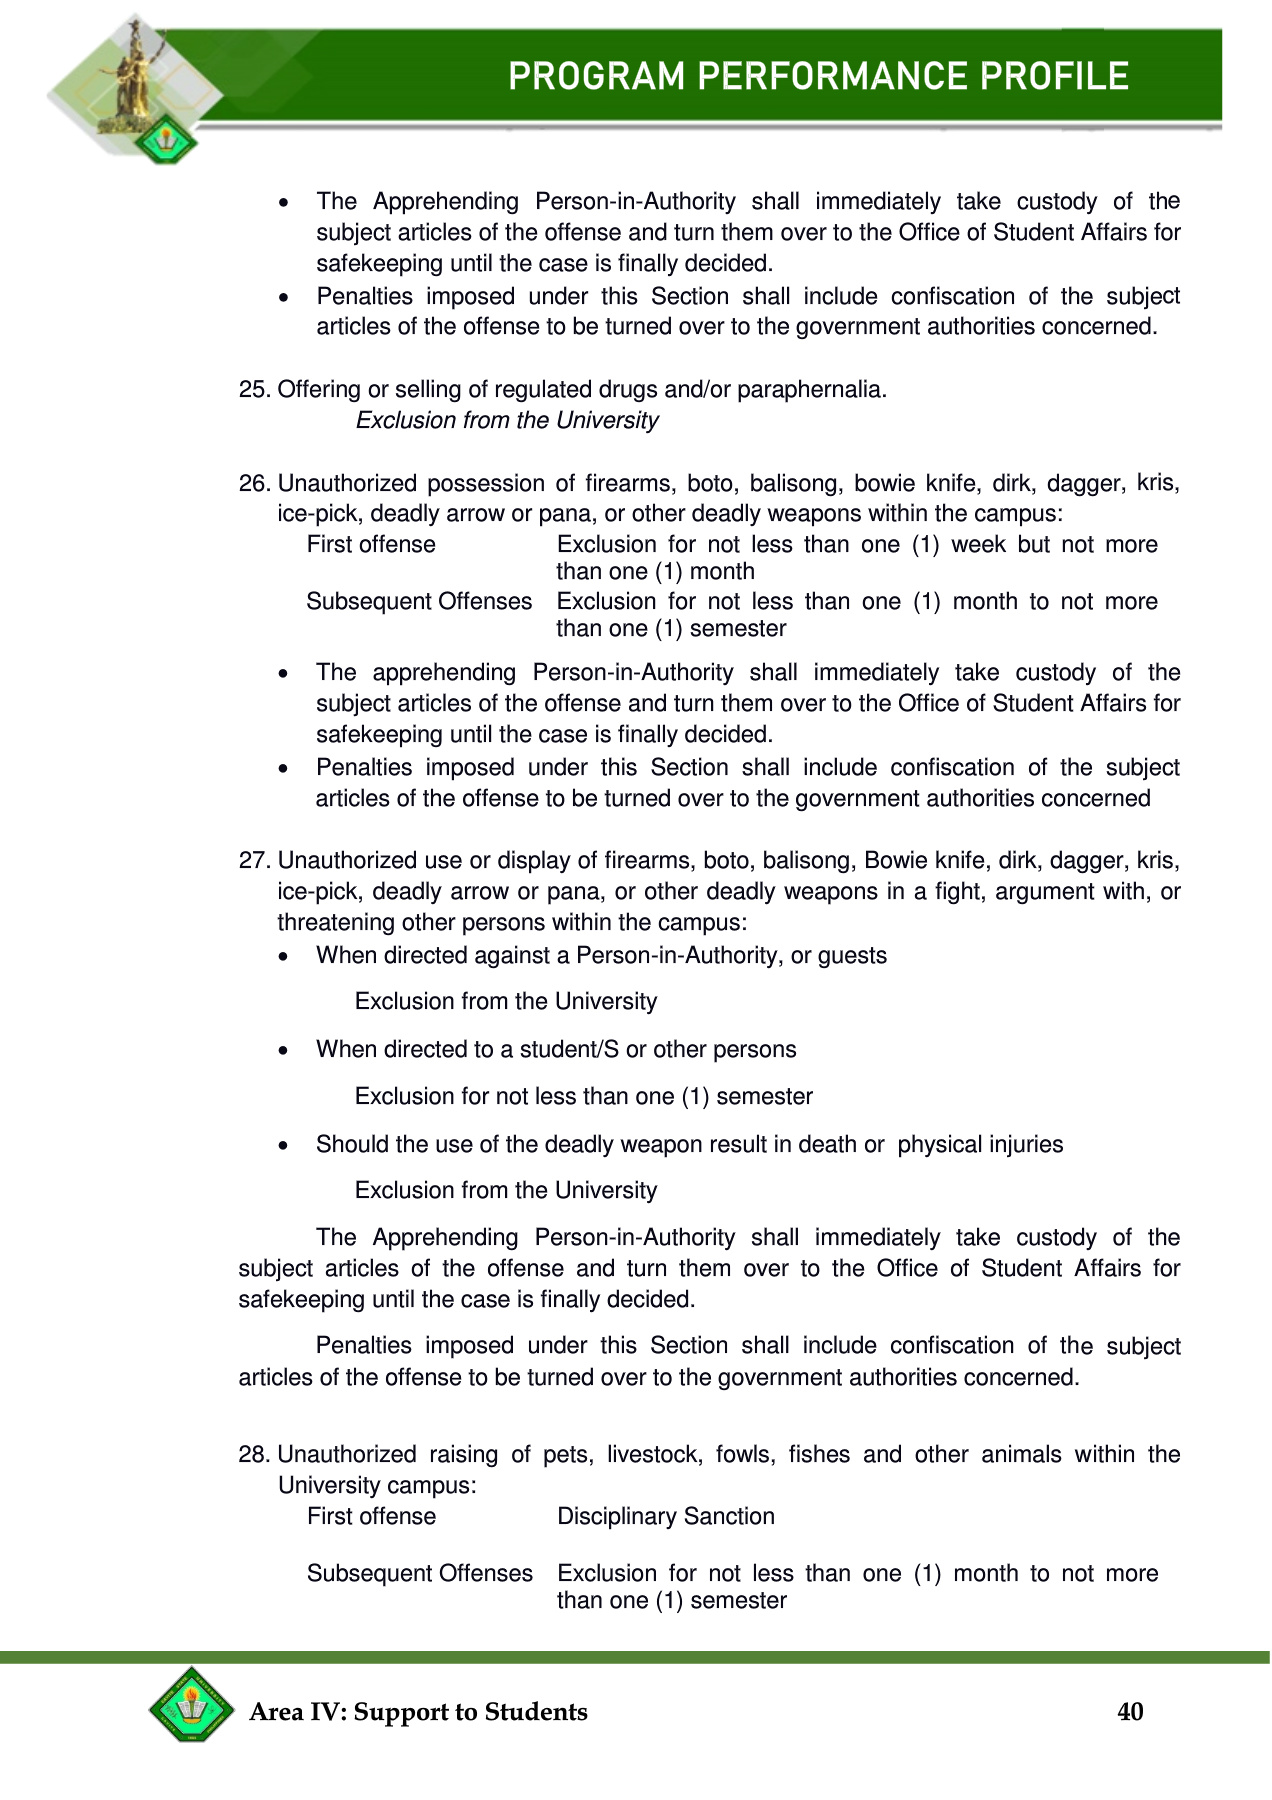 PROGRAM PERFORMANCE PROFILE
• The Apprehending Person-in-Authority shall immediately take custody of the
subject articles of the offense and turn them over to the Office of Student Affairs for
safekeeping until the case is finally decided.
• Penalties imposed under this Section shall include confiscation of the subject
articles of the offense to be turned over to the government authorities concerned.
25. Offering or selling of regulated drugs and/or paraphernalia.
Exclusion from the University
26. Unauthorized possession of firearms, boto, balisong, bowie knife, dirk, dagger, kris,
ice-pick, deadly arrow or pana, or other deadly weapons within the campus:
First offense Exclusion for not less than one (1) week but not more
than one (1) month
Subsequent Offenses Exclusion for not less than one (1) month to not more
than one (1) semester
• The apprehending Person-in-Authority shall immediately take custody of the
subject articles of the offense and turn them over to the Office of Student Affairs for
safekeeping until the case is finally decided.
• Penalties imposed under this Section shall include confiscation of the subject
articles of the offense to be turned over to the government authorities concerned
27. Unauthorized use or display of firearms, boto, balisong, Bowie knife, dirk, dagger, kris,
ice-pick, deadly arrow or pana, or other deadly weapons in a fight, argument with, or
threatening other persons within the campus:
• When directed against a Person-in-Authority, or guests
Exclusion from the University
• When directed to a student/S or other persons
Exclusion for not less than one (1) semester
• Should the use of the deadly weapon result in death or physical injuries
Exclusion from the University
The Apprehending Person-in-Authority shall immediately take custody of the
subject articles of the offense and turn them over to the Office of Student Affairs for
safekeeping until the case is finally decided.
Penalties imposed under this Section shall include confiscation of the subject
articles of the offense to be turned over to the government authorities concerned.
28. Unauthorized raising of pets, livestock, fowls, fishes and other animals within the
University campus:
First offense Disciplinary Sanction
Subsequent Offenses Exclusion for not less than one (1) month to not more
than one (1) semester
Area IV: Support to Students 40